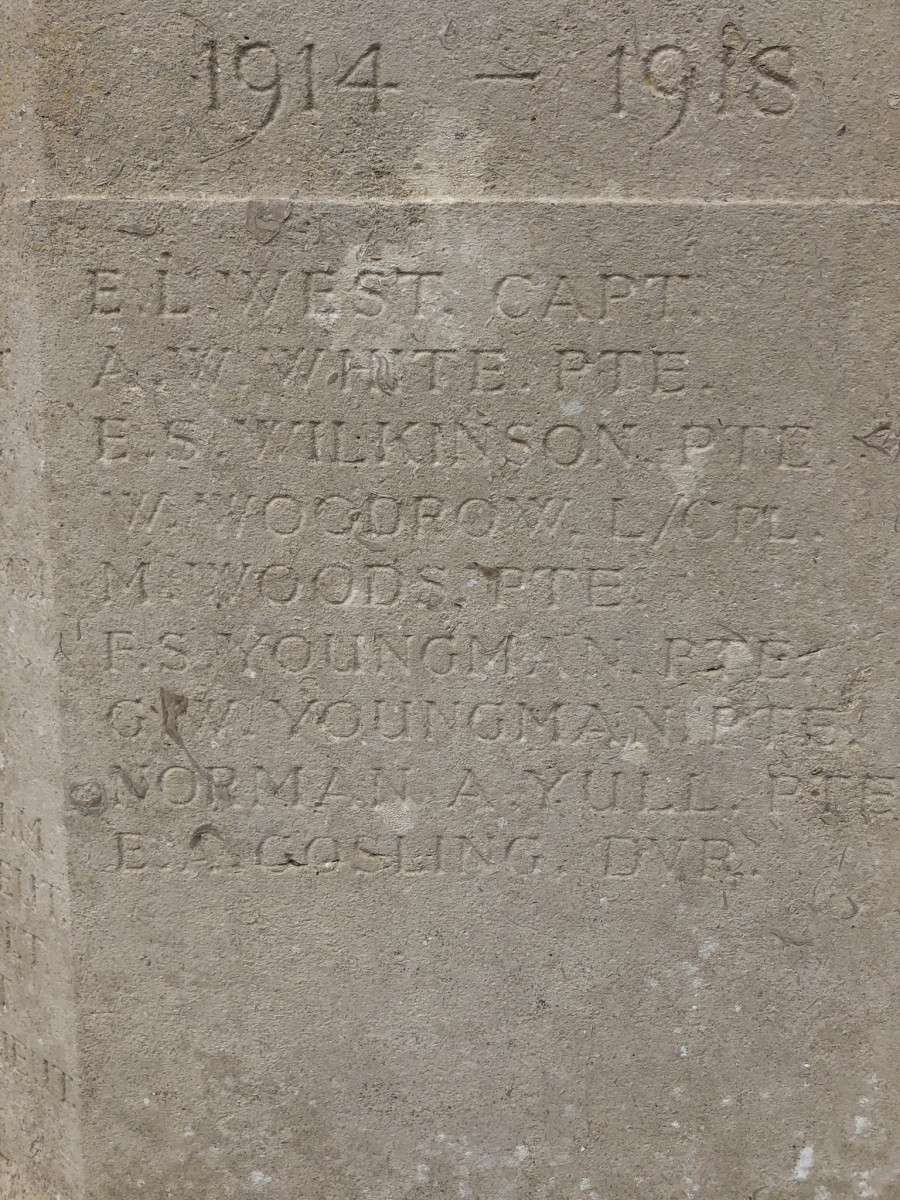 1914 – 1918
E.L. WEST. CAPT.
A.W. WHITE. PTE.
E.S. WILKINSON. PTE.
W. WOODROW. L/CPL.
M. WOODS. PTE.
F.S. YOUNGMAN. PTE.
G.W. YOUNGMAN. PTE.
NORMAN. A. YULL. PTE
E.A. GOSLING. DVR.